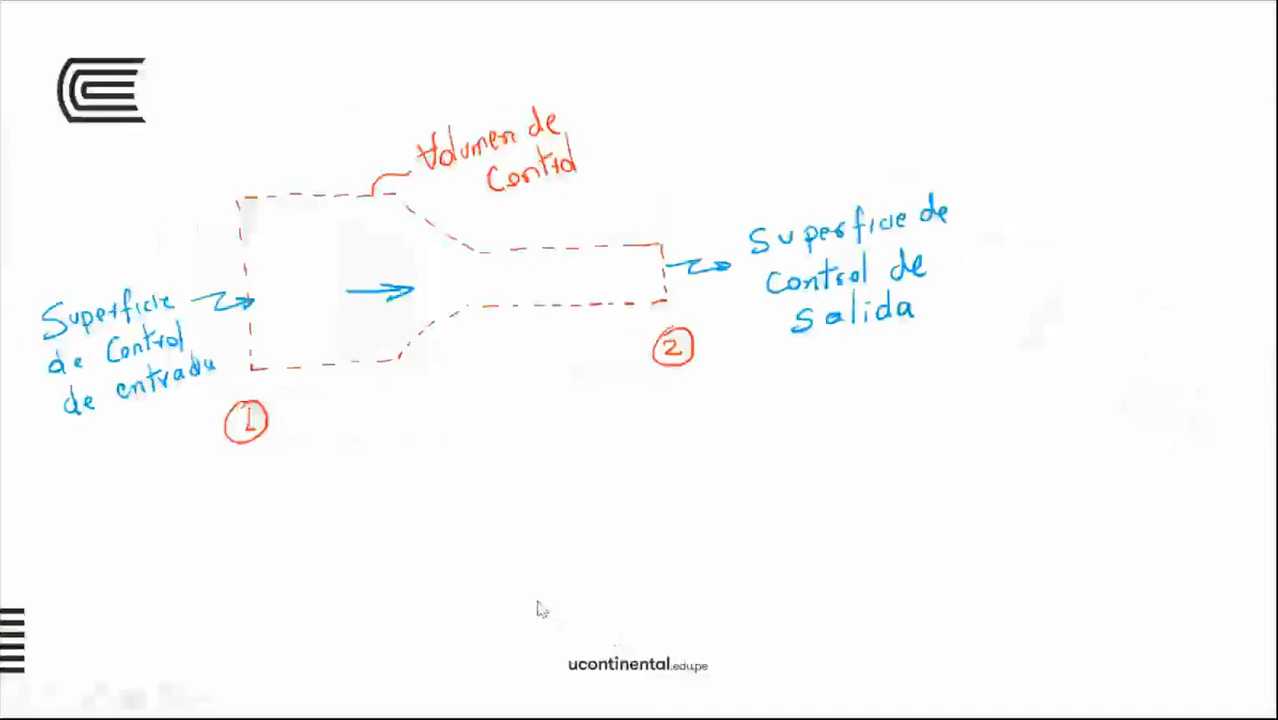 Volumen de
Control
Superficie de
control de
salida
Superficie
de Control
de entrada
1
2
ucontinental.edu.pe